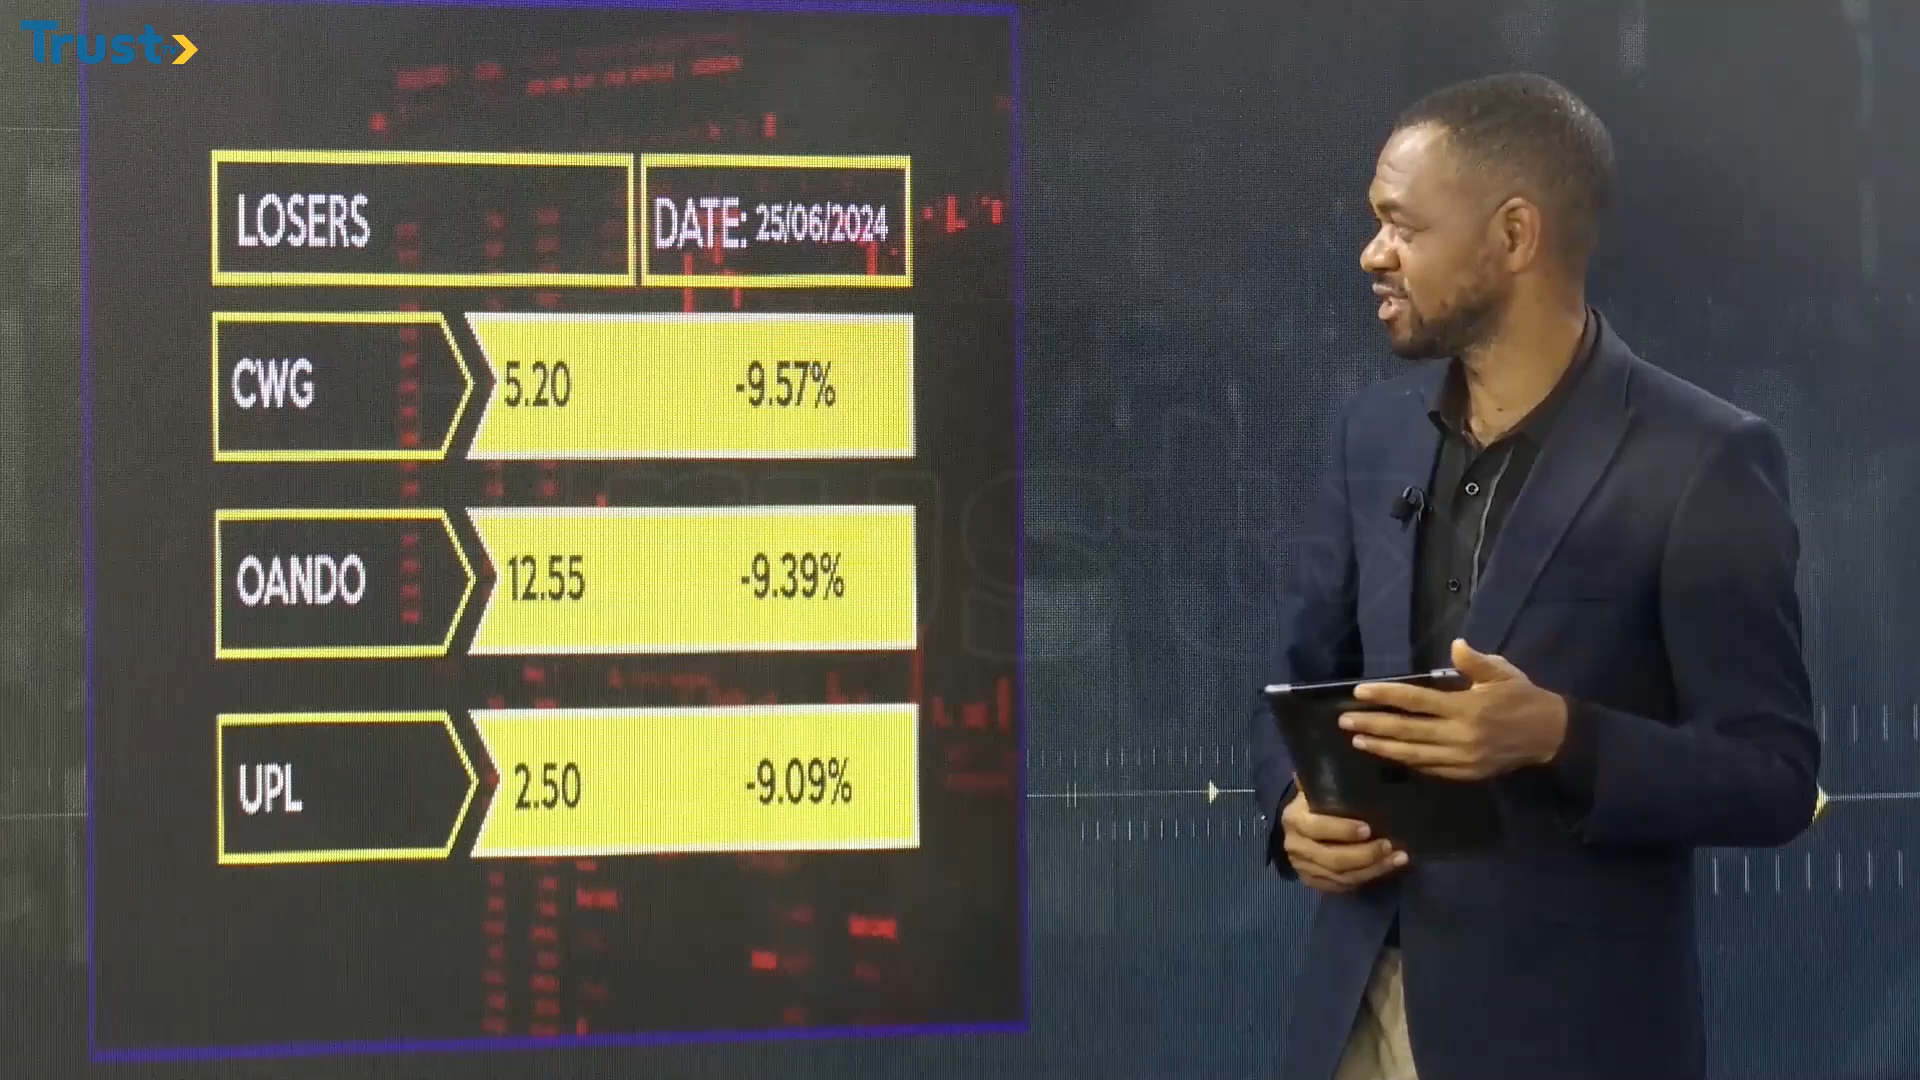 Trust TV
LOSERS
DATE: 25/06/2024
CWG 5.20 -9.57%
OANDO 12.55 -9.39%
UPL 2.50 -9.09%